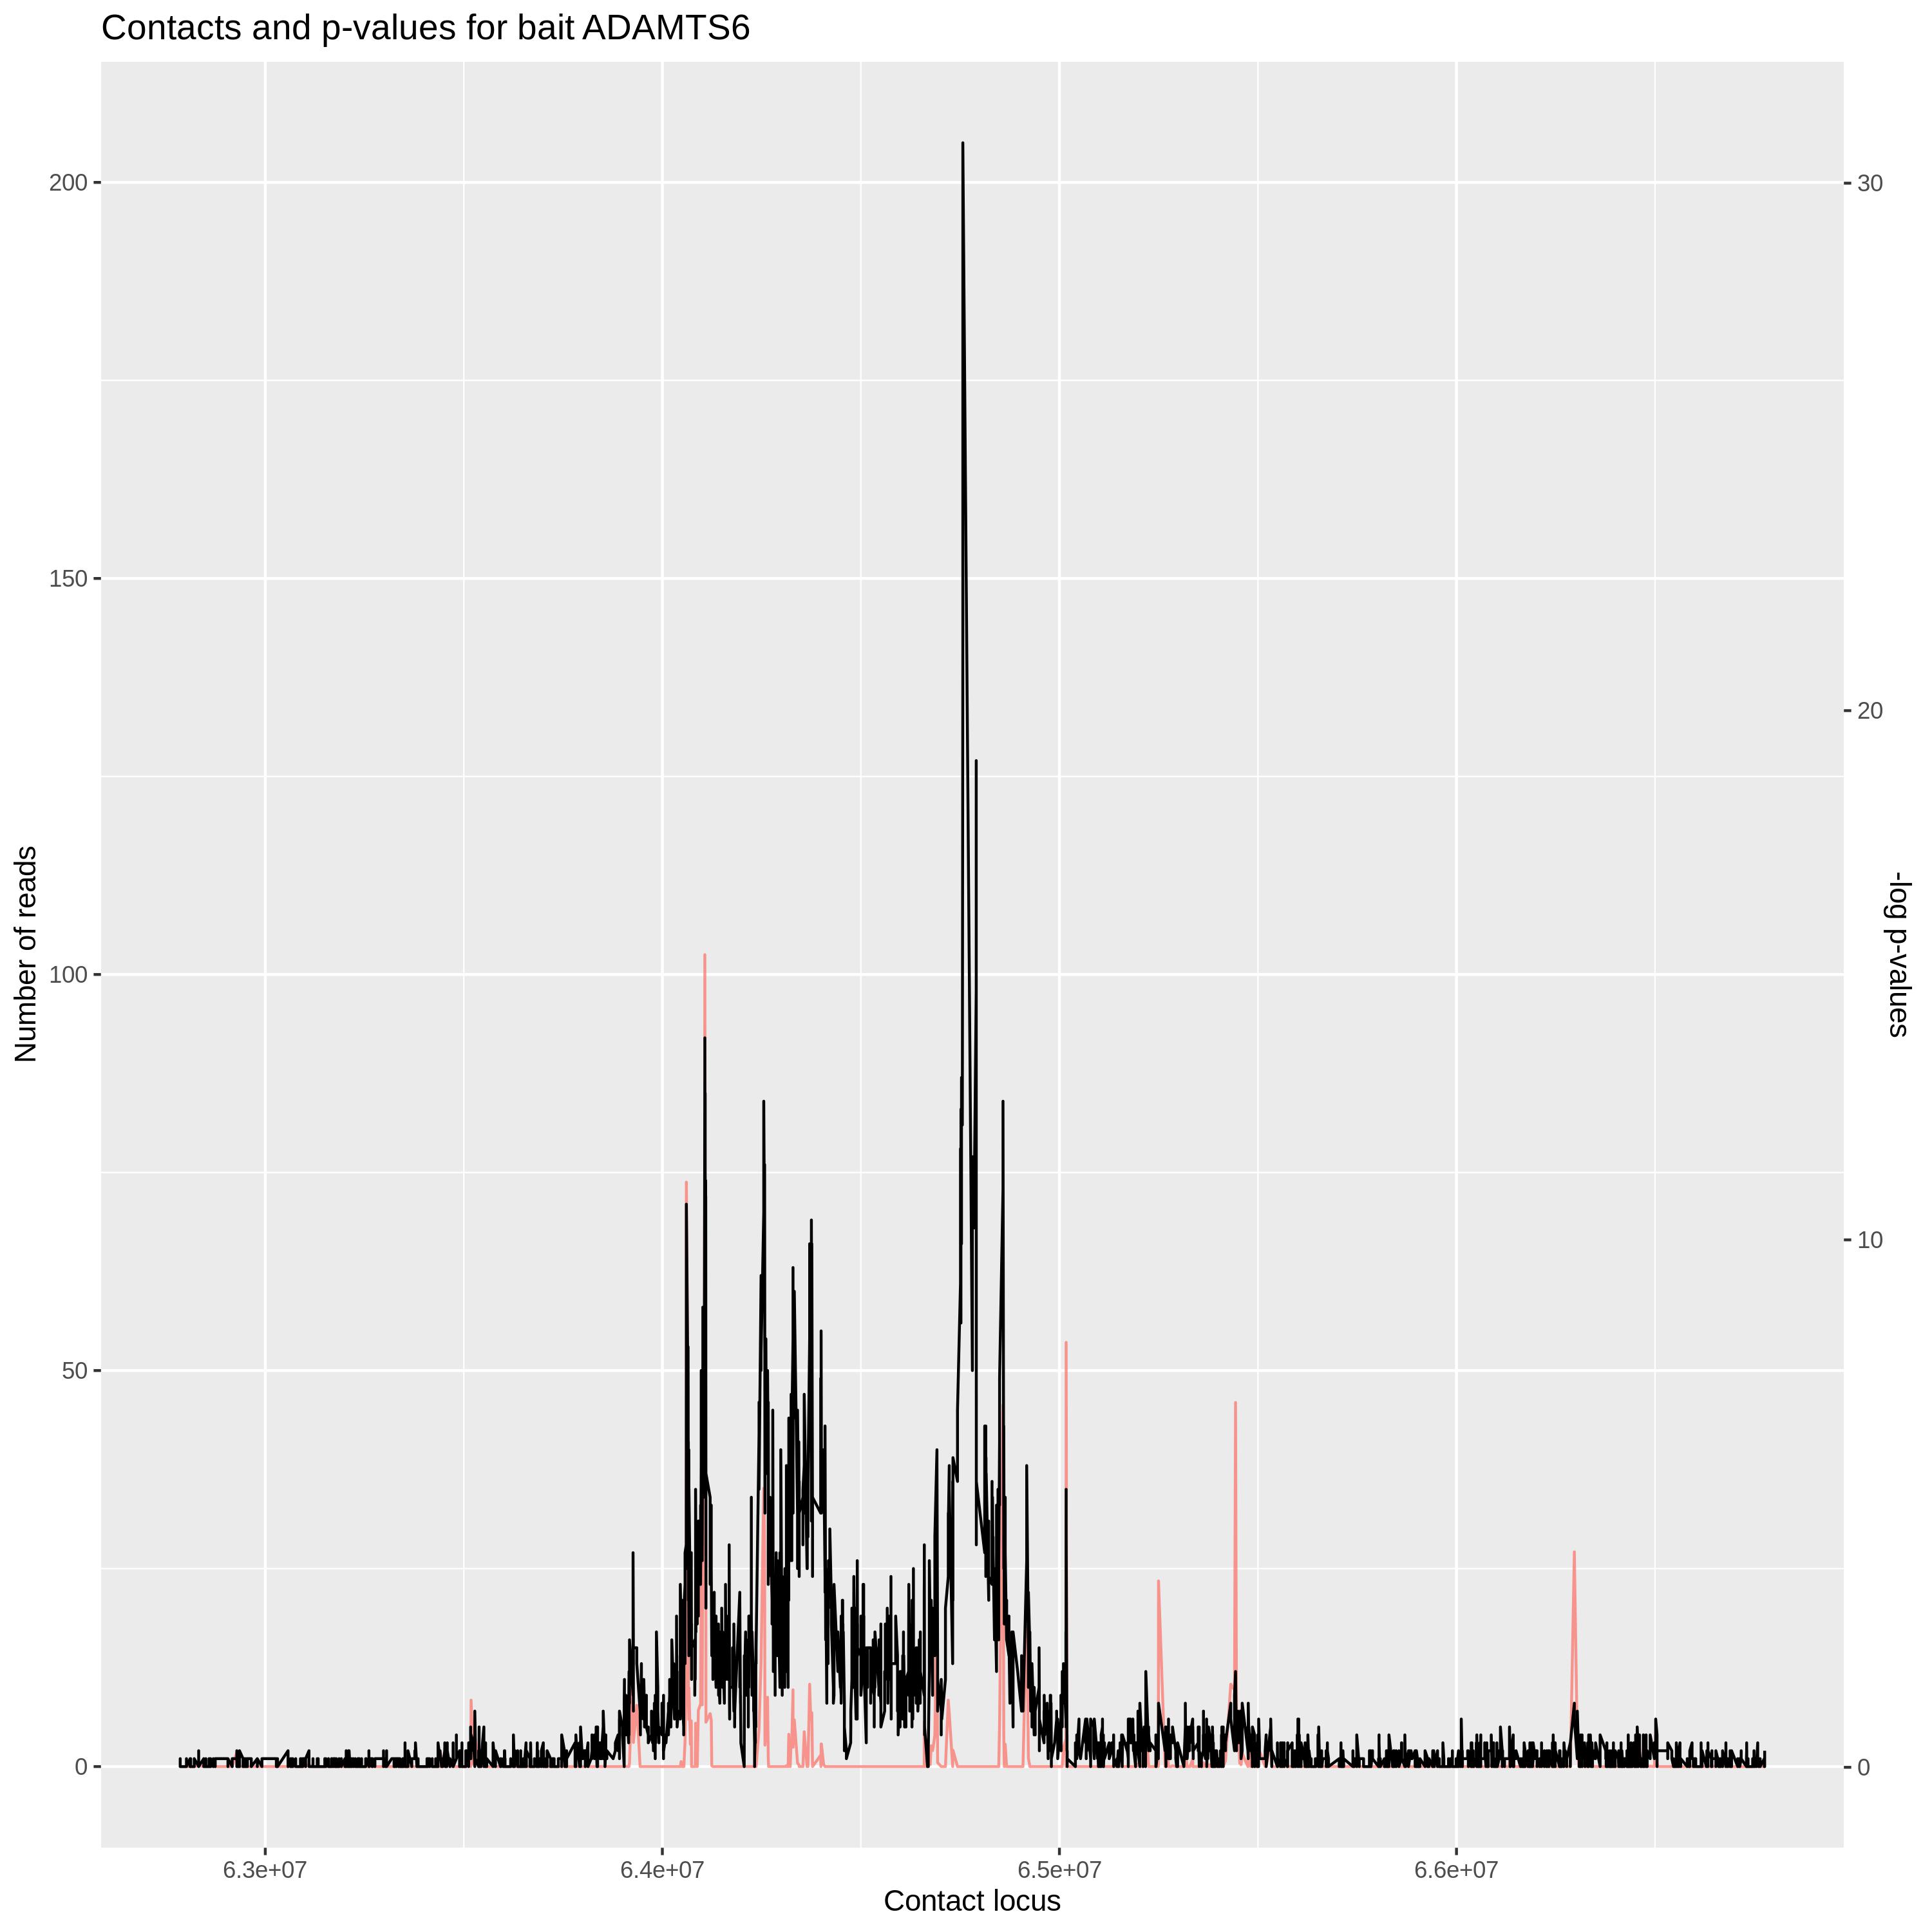 Contacts and p-values for bait ADAMTS6
200
150
100
50
0
30
20
10
0
Number of reads
-log p-values
6.3e+07
6.4e+07
6.5e+07
6.6e+07
Contact locus